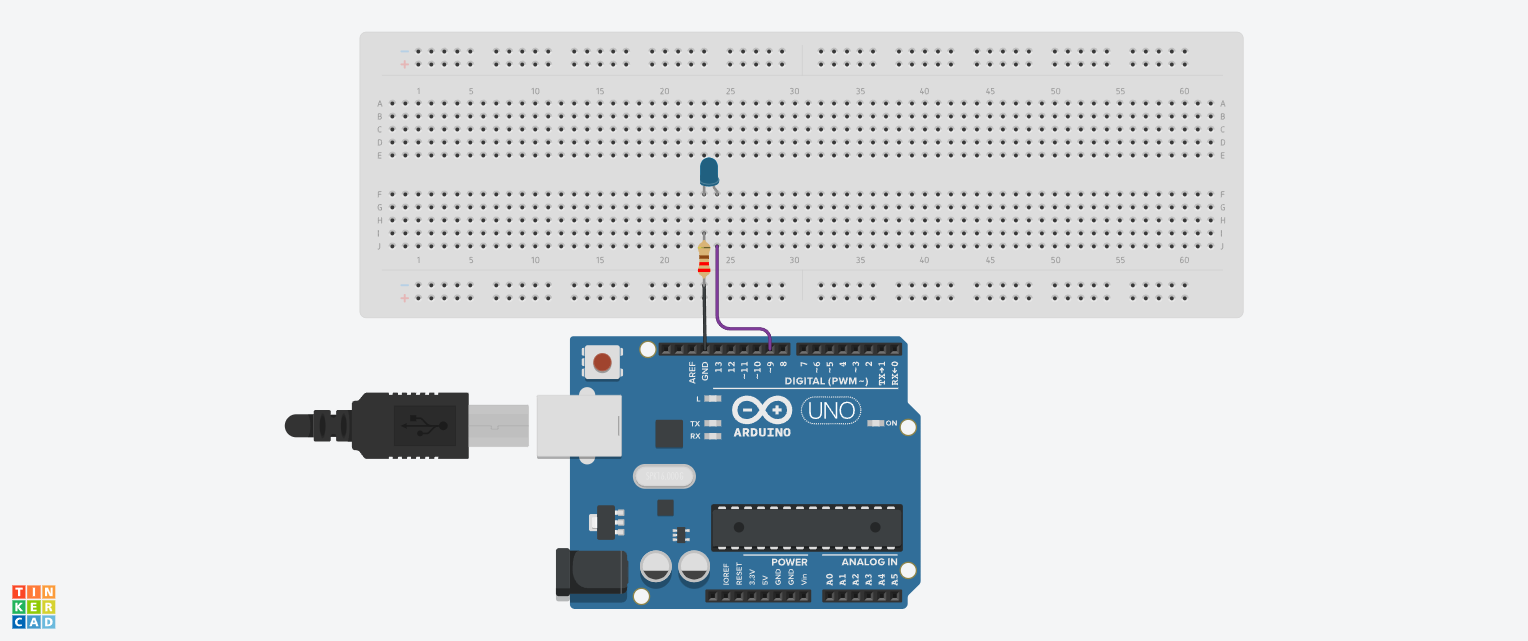 − −
+ +
1 5 10 15 20 25 30 35 40 45 50 55 60
A A
B B
C C
D D
E E
F F
G G
H H
I I
J J
1 5 10 15 20 25 30 35 40 45 50 55 60
−
+
AREF GND 13 12 ~11 ~10 ~9 8 7 ~6 ~5 4 ~3 2 TX→1 RX←0
DIGITAL (PWM~)
L
TX
RX
ARDUINO
UNO
ON
POWER
ANALOG IN
IOREF RESET 3.3V 5V GND GND Vin A0 A1 A2 A3 A4 A5
TIN
KER
CAD